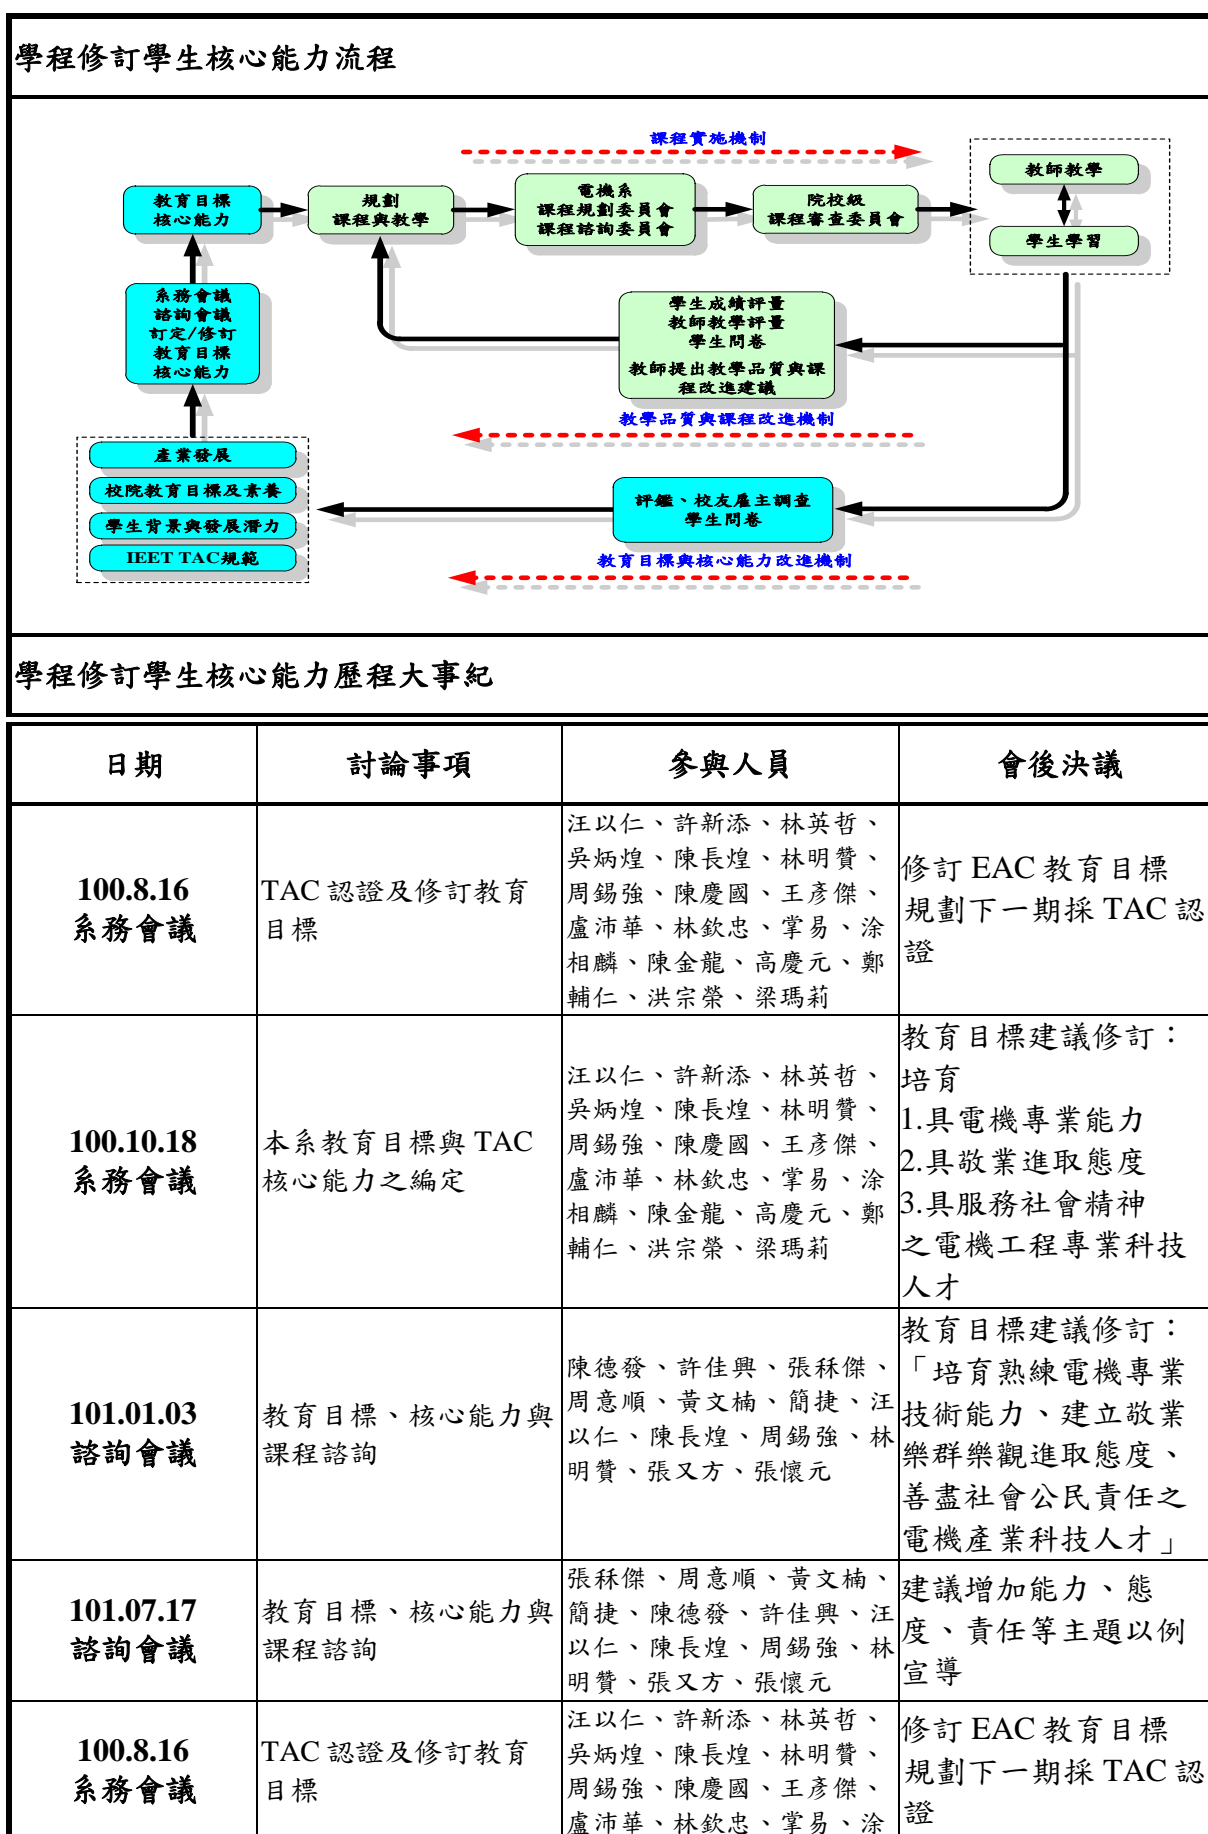 學程修訂學生核心能力流程
課程實施機制
教育目標
核心能力
規劃
課程與教學
電機系
課程規劃委員會
課程諮詢委員會
院校級
課程審查委員會
教師教學
學生學習
系務會議
諮詢會議
訂定/修訂
教育目標
核心能力
學生成績評量
教師教學評量
學生問卷
教師提出教學品質與課
程改進建議
教學品質與課程改進機制
產業發展
校院教育目標及素養
學生背景與發展潛力
IEET TAC規範
評鑑、校友雇主調查
學生問卷
教育目標與核心能力改進機制
學程修訂學生核心能力歷程大事紀
日期
討論事項
參與人員
會後決議
100.8.16
系務會議
TAC 認證及修訂教育
目標
汪以仁、許新添、林英哲、
吳炳煌、陳長煌、林明贊、
周錫強、陳慶國、王彥傑、
盧沛華、林欽忠、掌易、涂
相麟、陳金龍、高慶元、鄭
輔仁、洪宗榮、梁瑪莉
修訂 EAC 教育目標
規劃下一期採 TAC 認
證
100.10.18
系務會議
本系教育目標與 TAC
核心能力之編定
汪以仁、許新添、林英哲、
吳炳煌、陳長煌、林明贊、
周錫強、陳慶國、王彥傑、
盧沛華、林欽忠、掌易、涂
相麟、陳金龍、高慶元、鄭
輔仁、洪宗榮、梁瑪莉
教育目標建議修訂：
培育
1.具電機專業能力
2.具敬業進取態度
3.具服務社會精神
之電機工程專業科技
人才
101.01.03
諮詢會議
教育目標、核心能力與
課程諮詢
陳德發、許佳興、張秝傑、
周意順、黃文楠、簡捷、汪
以仁、陳長煌、周錫強、林
明贊、張又方、張懷元
教育目標建議修訂：
「培育熟練電機專業
技術能力、建立敬業
樂群樂觀進取態度、
善盡社會公民責任之
電機產業科技人才」
101.07.17
諮詢會議
教育目標、核心能力與
課程諮詢
張秝傑、周意順、黃文楠、
簡捷、陳德發、許佳興、汪
以仁、陳長煌、周錫強、林
明贊、張又方、張懷元
建議增加能力、態
度、責任等主題以例
宣導
100.8.16
系務會議
TAC 認證及修訂教育
目標
汪以仁、許新添、林英哲、
吳炳煌、陳長煌、林明贊、
周錫強、陳慶國、王彥傑、
盧沛華、林欽忠、掌易、涂
修訂 EAC 教育目標
規劃下一期採 TAC 認
證